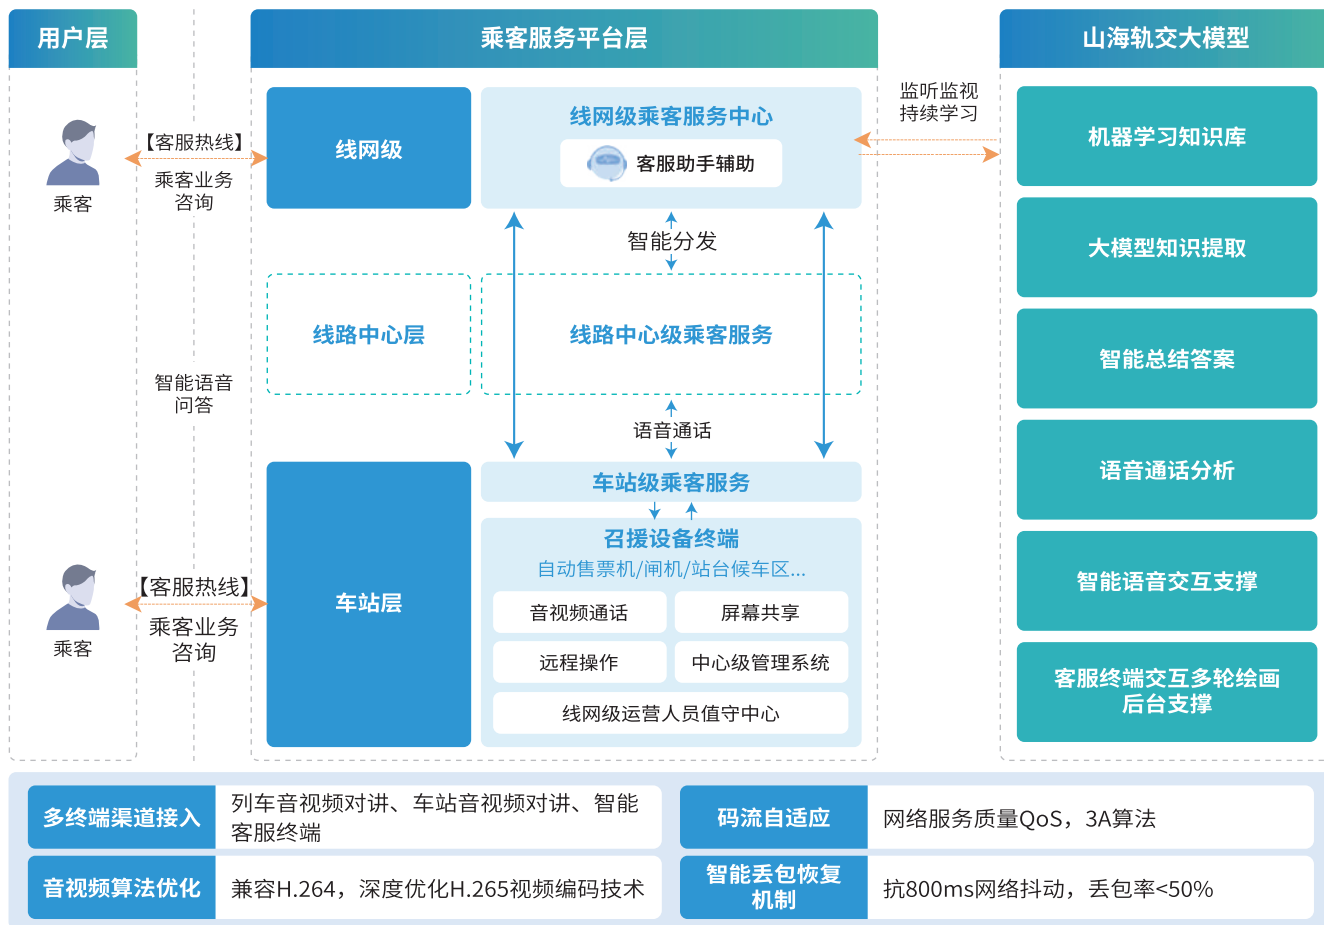 用户层
乘客服务平台层
山海轨交大模型
乘客
【客服热线】
乘客业务
咨询
智能语音
问答
乘客
【客服热线】
乘客业务
咨询
线网级
线网级乘客服务中心
客服助手辅助
智能分发
线路中心层
线路中心级乘客服务
语音通话
车站层
车站级乘客服务
召援设备终端
自动售票机/闸机/站台候车区...
音视频通话
屏幕共享
远程操作
中心级管理系统
线网级运营人员值守中心
监听监视
持续学习
机器学习知识库
大模型知识提取
智能总结答案
语音通话分析
智能语音交互支撑
客服终端交互多轮绘画
后台支撑
多终端渠道接入
列车音视频对讲、车站音视频对讲、智能
客服终端
码流自适应
网络服务质量QoS，3A算法
音视频算法优化
兼容H.264，深度优化H.265视频编码技术
智能丢包恢复
机制
抗800ms网络抖动，丢包率<50%